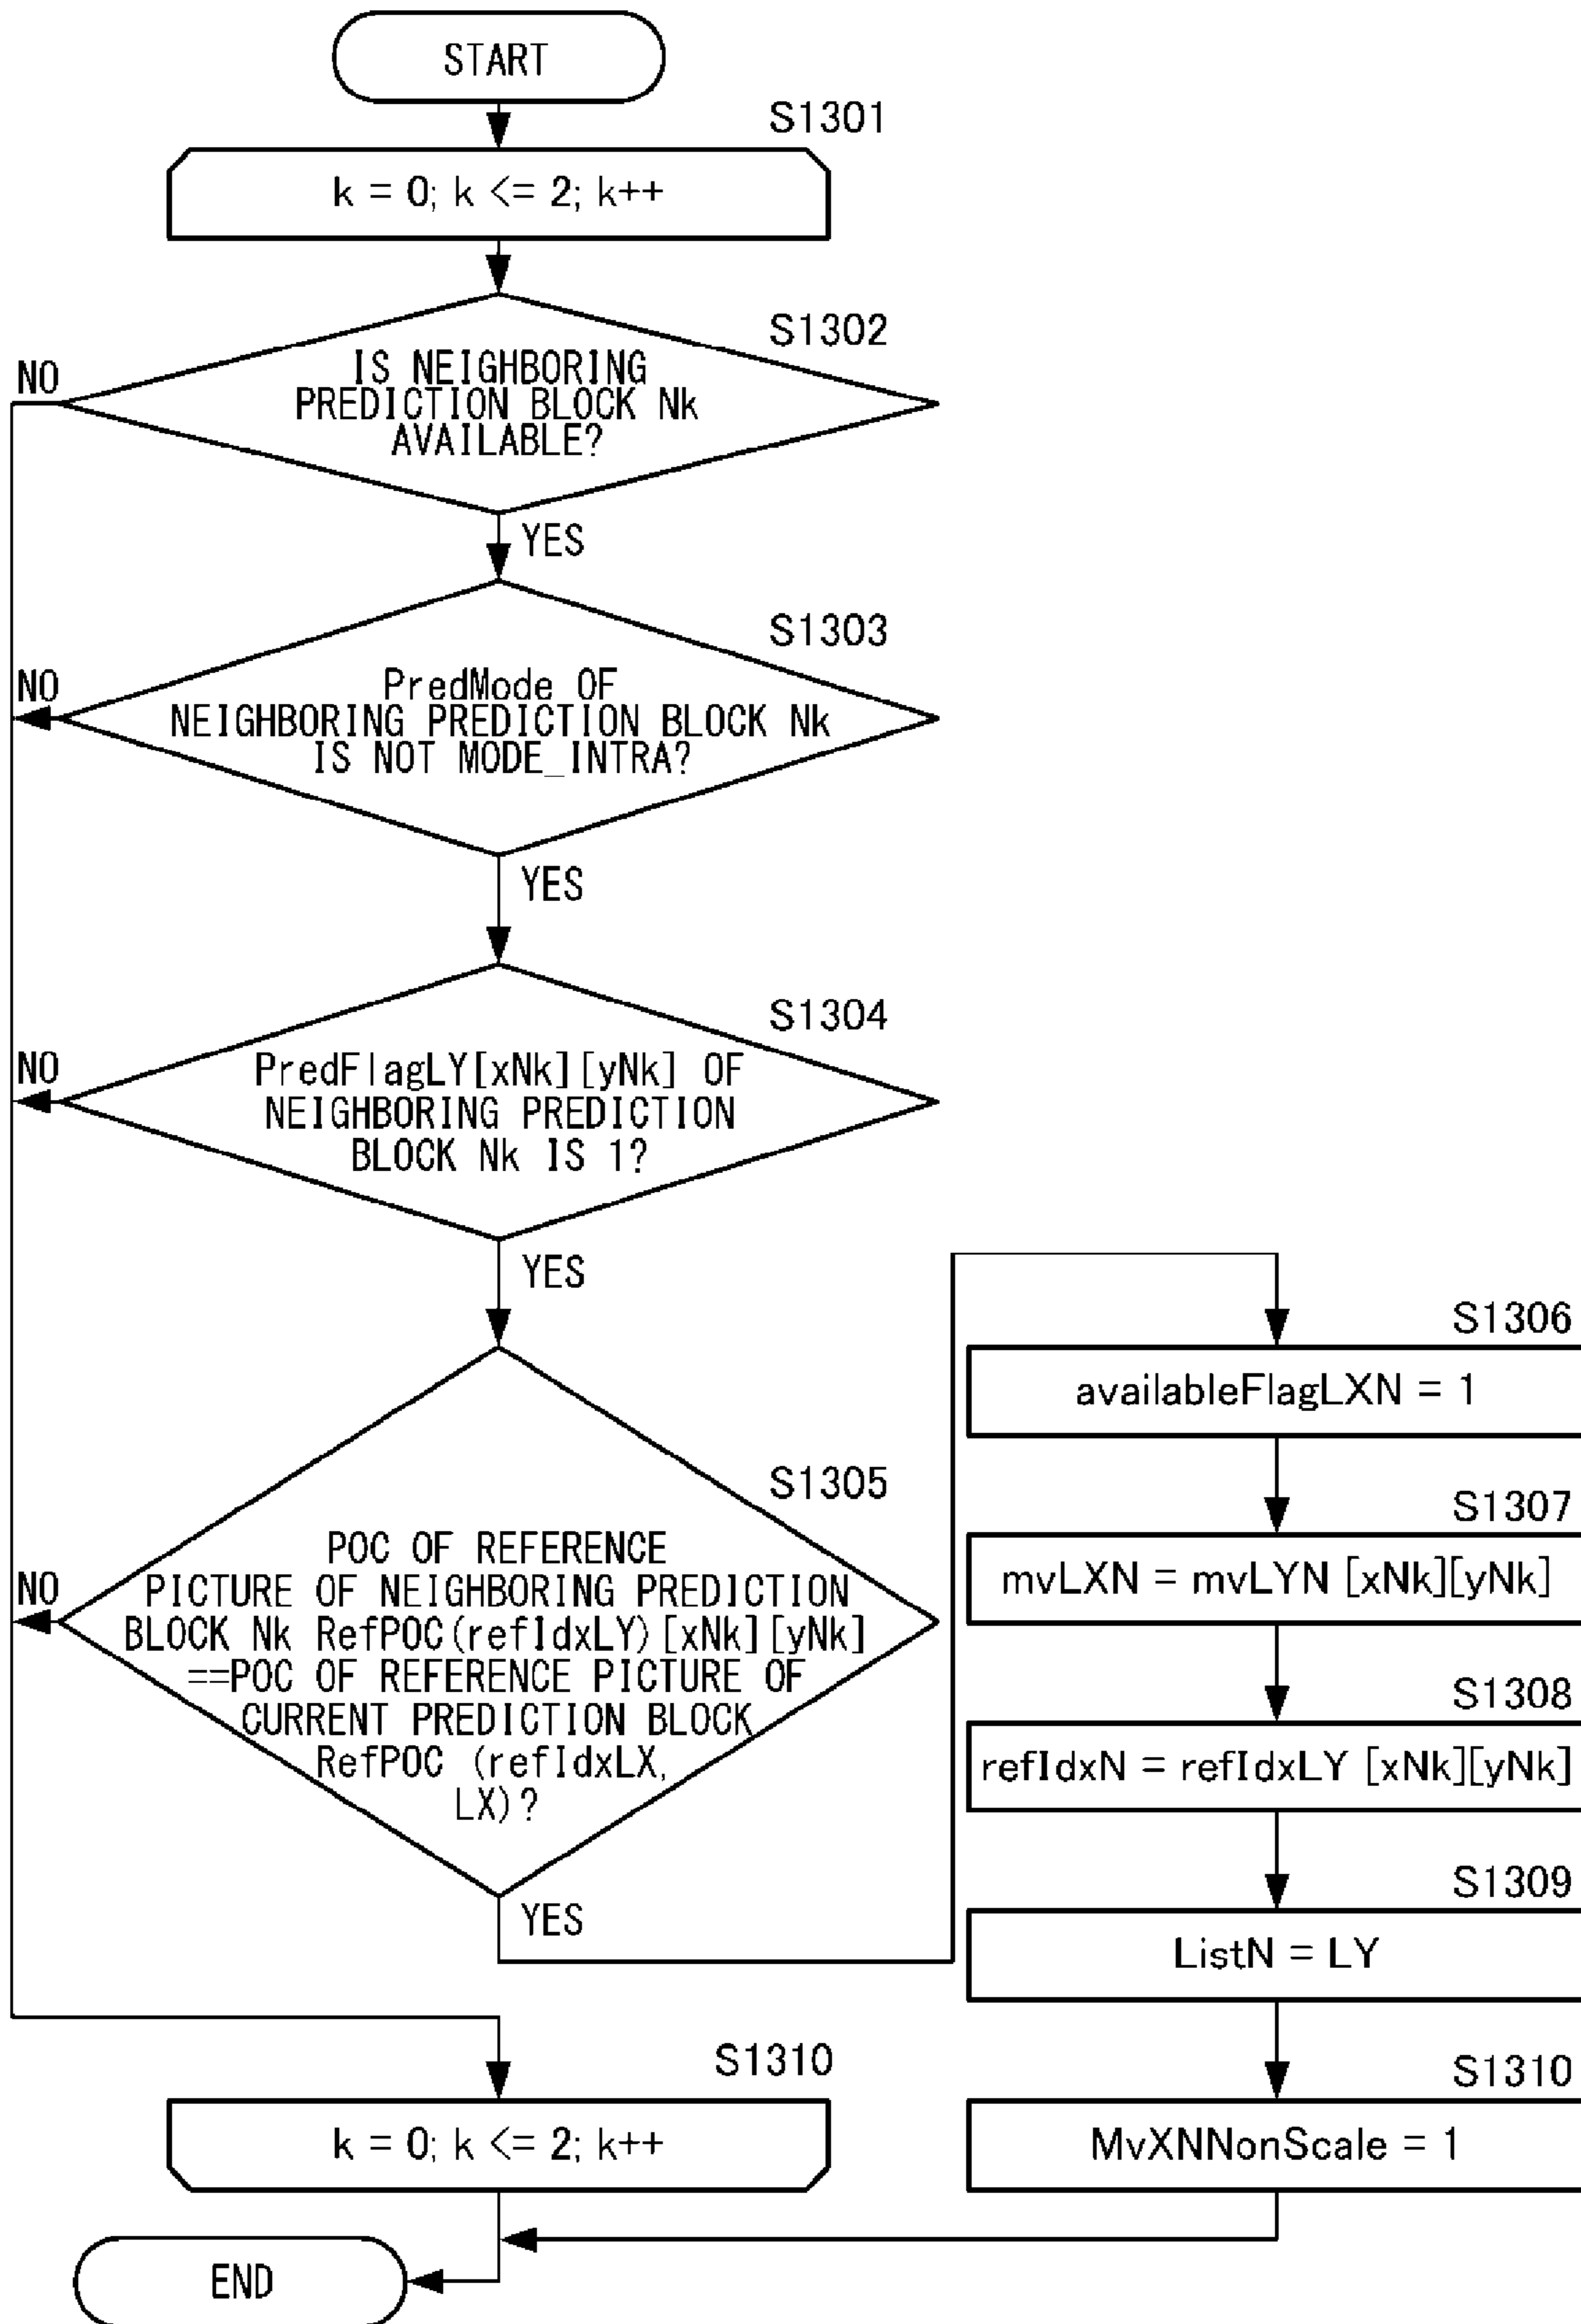 START
S1301
k = 0; k <= 2; k++
S1302
NO
IS NEIGHBORING
PREDICTION BLOCK Nk
AVAILABLE?
YES
S1303
NO
PredMode OF
NEIGHBORING PREDICTION BLOCK Nk
IS NOT MODE_INTRA?
YES
S1304
NO
PredFlagLY[xNk][yNk] OF
NEIGHBORING PREDICTION
BLOCK Nk IS 1?
YES
S1305
NO
POC OF REFERENCE
PICTURE OF NEIGHBORING PREDICTION
BLOCK Nk RefPOC(refIdxLY)[xNk][yNk]
==POC OF REFERENCE PICTURE OF
CURRENT PREDICTION BLOCK
RefPOC (refIdxLX,
LX)?
YES
S1306
availableFlagLXN = 1
S1307
mvLXN = mvLYN [xNk][yNk]
S1308
refIdxN = refIdxLY [xNk][yNk]
S1309
ListN = LY
S1310
MvXNNonScale = 1
S1310
k = 0; k <= 2; k++
END